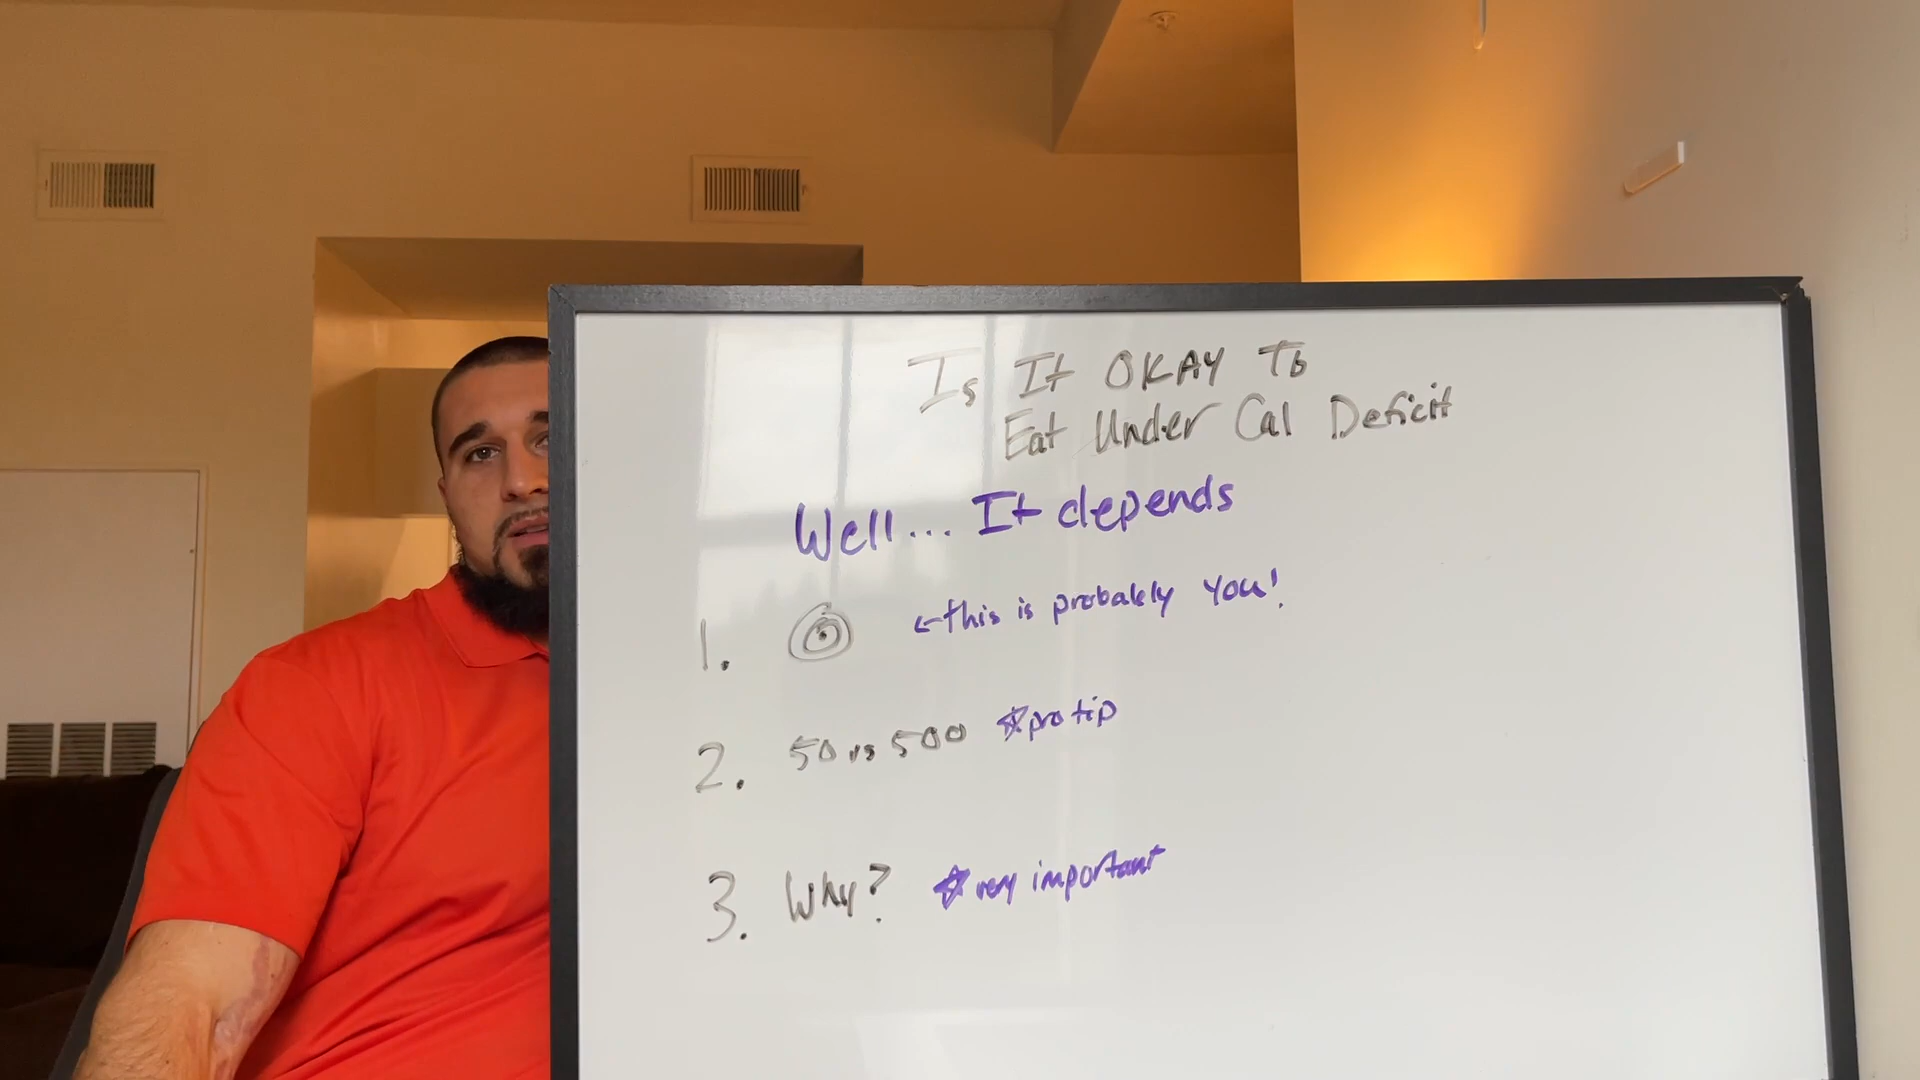 Is It OKAY To
Eat Under Cal Deficit
Well... It depends
1. ←this is probably you!
2. 50 vs 500 ☆pro tip
3. Why? ☆very important